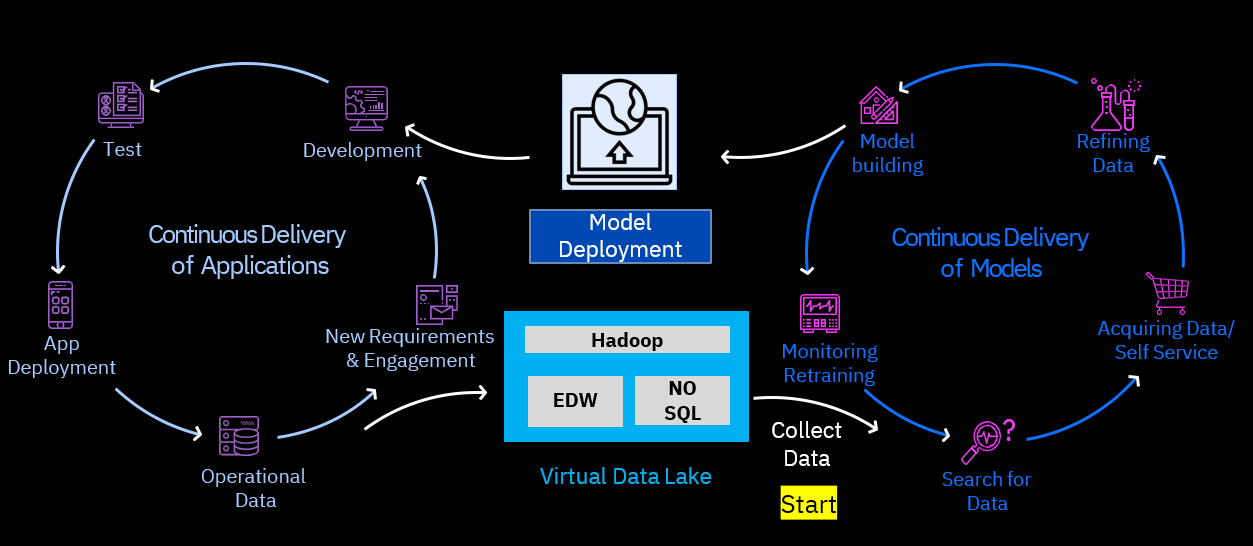 Test
Development
Continuous Delivery
of Applications
App
Deployment
New Requirements
& Engagement
Operational
Data
Model
Deployment
Hadoop
EDW
NO
SQL
Virtual Data Lake
Collect
Data
Start
Model
building
Refining
Data
Continuous Delivery
of Models
Monitoring
Retraining
Acquiring Data/
Self Service
Search for
Data